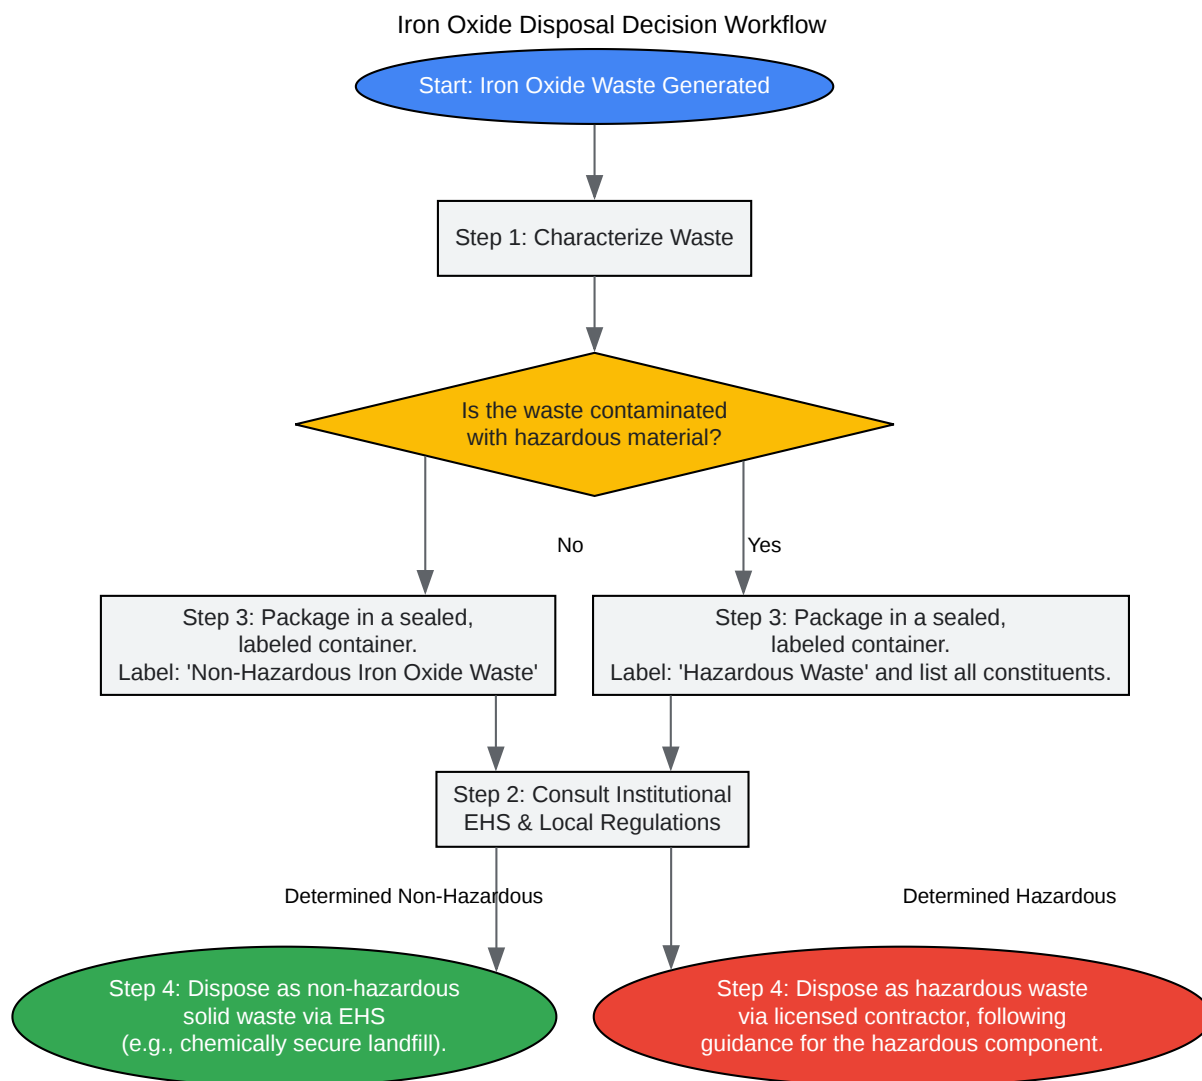 Iron Oxide Disposal Decision Workflow
Start: Iron Oxide Waste Generated
Step 1: Characterize Waste
Is the waste contaminated
with hazardous material?
No
Yes
Step 3: Package in a sealed,
labeled container.
Label: 'Non-Hazardous Iron Oxide Waste'
Step 3: Package in a sealed,
labeled container.
Label: 'Hazardous Waste' and list all constituents.
Step 2: Consult Institutional
EHS & Local Regulations
Determined Non-Hazardous
Determined Hazardous
Step 4: Dispose as non-hazardous
solid waste via EHS
(e.g., chemically secure landfill).
Step 4: Dispose as hazardous waste
via licensed contractor, following
guidance for the hazardous component.